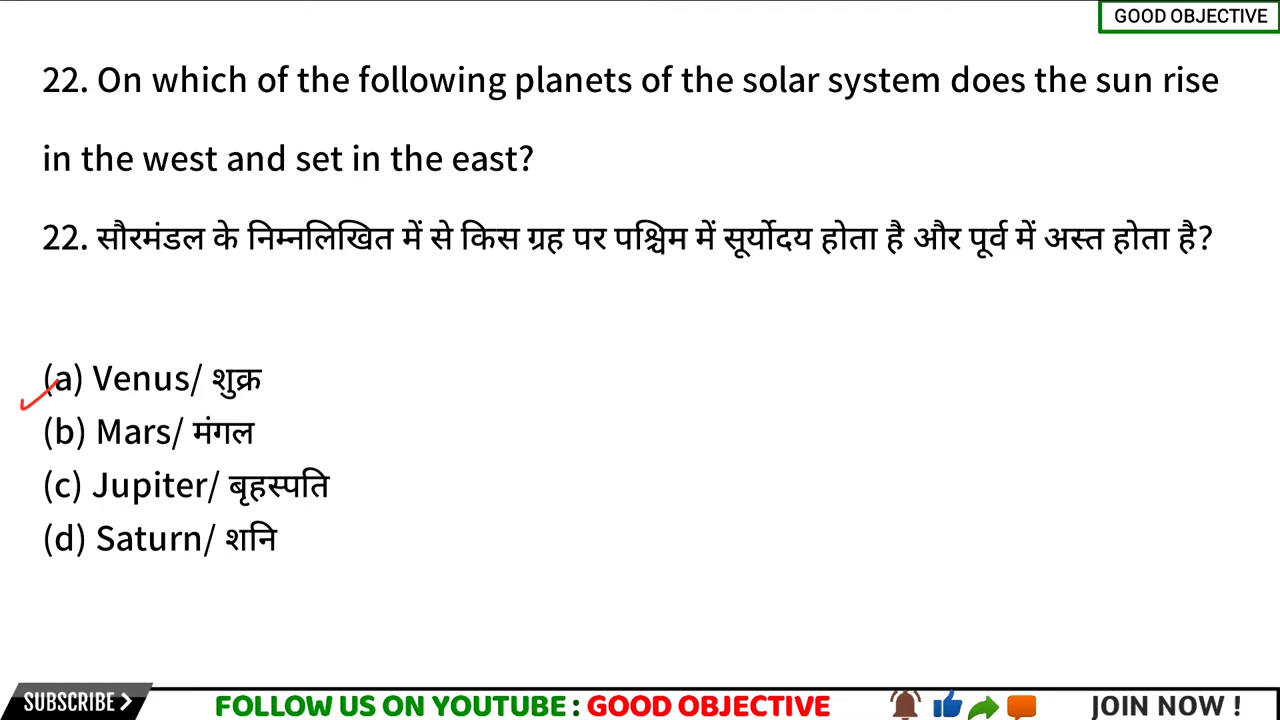 GOOD OBJECTIVE
22. On which of the following planets of the solar system does the sun rise
in the west and set in the east?
22. सौरमंडल के निम्नलिखित में से किस ग्रह पर पश्चिम में सूर्योदय होता है और पूर्व में अस्त होता है?
(a) Venus/ शुक्र
(b) Mars/ मंगल
(c) Jupiter/ बृहस्पति
(d) Saturn/ शनि
SUBSCRIBE FOLLOW US ON YOUTUBE : GOOD OBJECTIVE JOIN NOW !